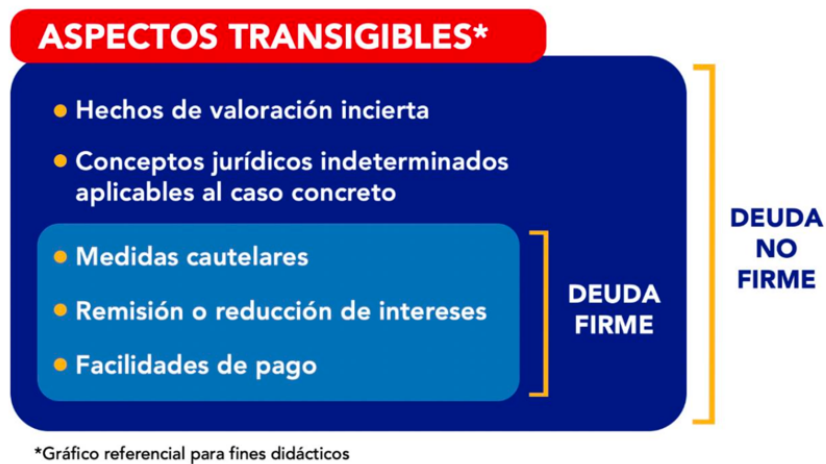 ASPECTOS TRANSIGIBLES*
• Hechos de valoración incierta
• Conceptos jurídicos indeterminados
aplicables al caso concreto
• Medidas cautelares
• Remisión o reducción de intereses
• Facilidades de pago
DEUDA
FIRME
DEUDA
NO
FIRME
*Gráfico referencial para fines didácticos